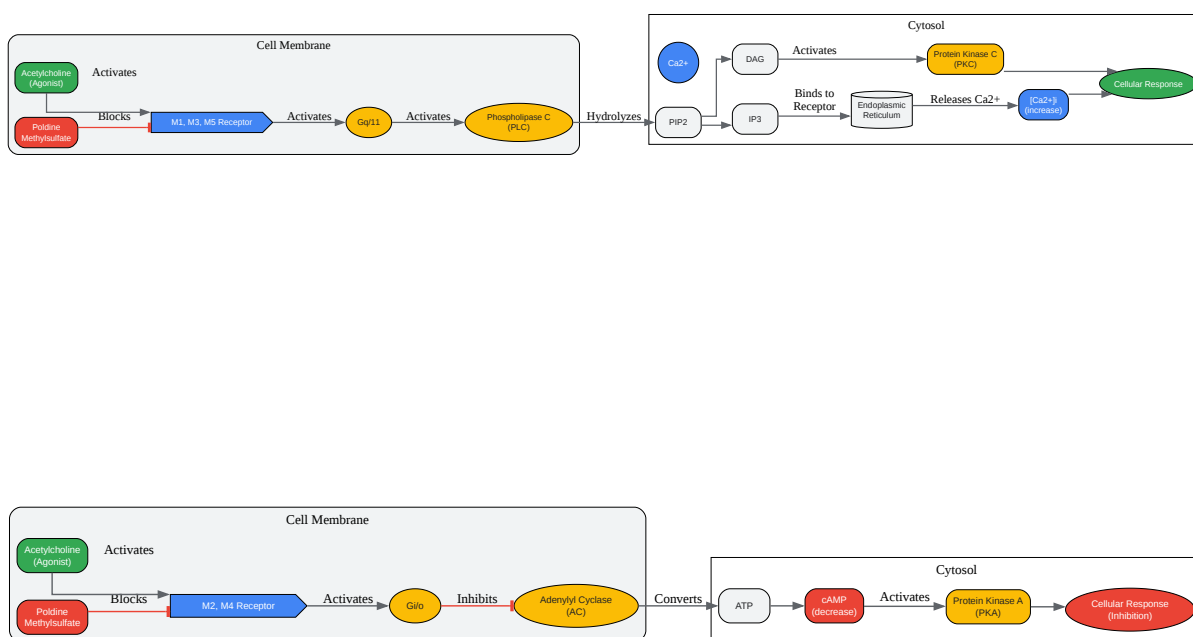 Cytosol
Cell Membrane
Acetylcholine
(Agonist)
Activates
Poldine
Methylsulfate
Blocks
M1, M3, M5 Receptor
Activates
Gq/11
Activates
Phospholipase C
(PLC)
Hydrolyzes
Ca2+
PIP2
DAG
Activates
Protein Kinase C
(PKC)
IP3
Binds to
Receptor
Endoplasmic
Reticulum
Releases Ca2+
[Ca2+]i
(increase)
Cellular Response
Cell Membrane
Acetylcholine
(Agonist)
Activates
Poldine
Methylsulfate
Blocks
M2, M4 Receptor
Activates
Gi/o
Inhibits
Adenylyl Cyclase
(AC)
Converts
Cytosol
ATP
cAMP
(decrease)
Activates
Protein Kinase A
(PKA)
Cellular Response
(Inhibition)